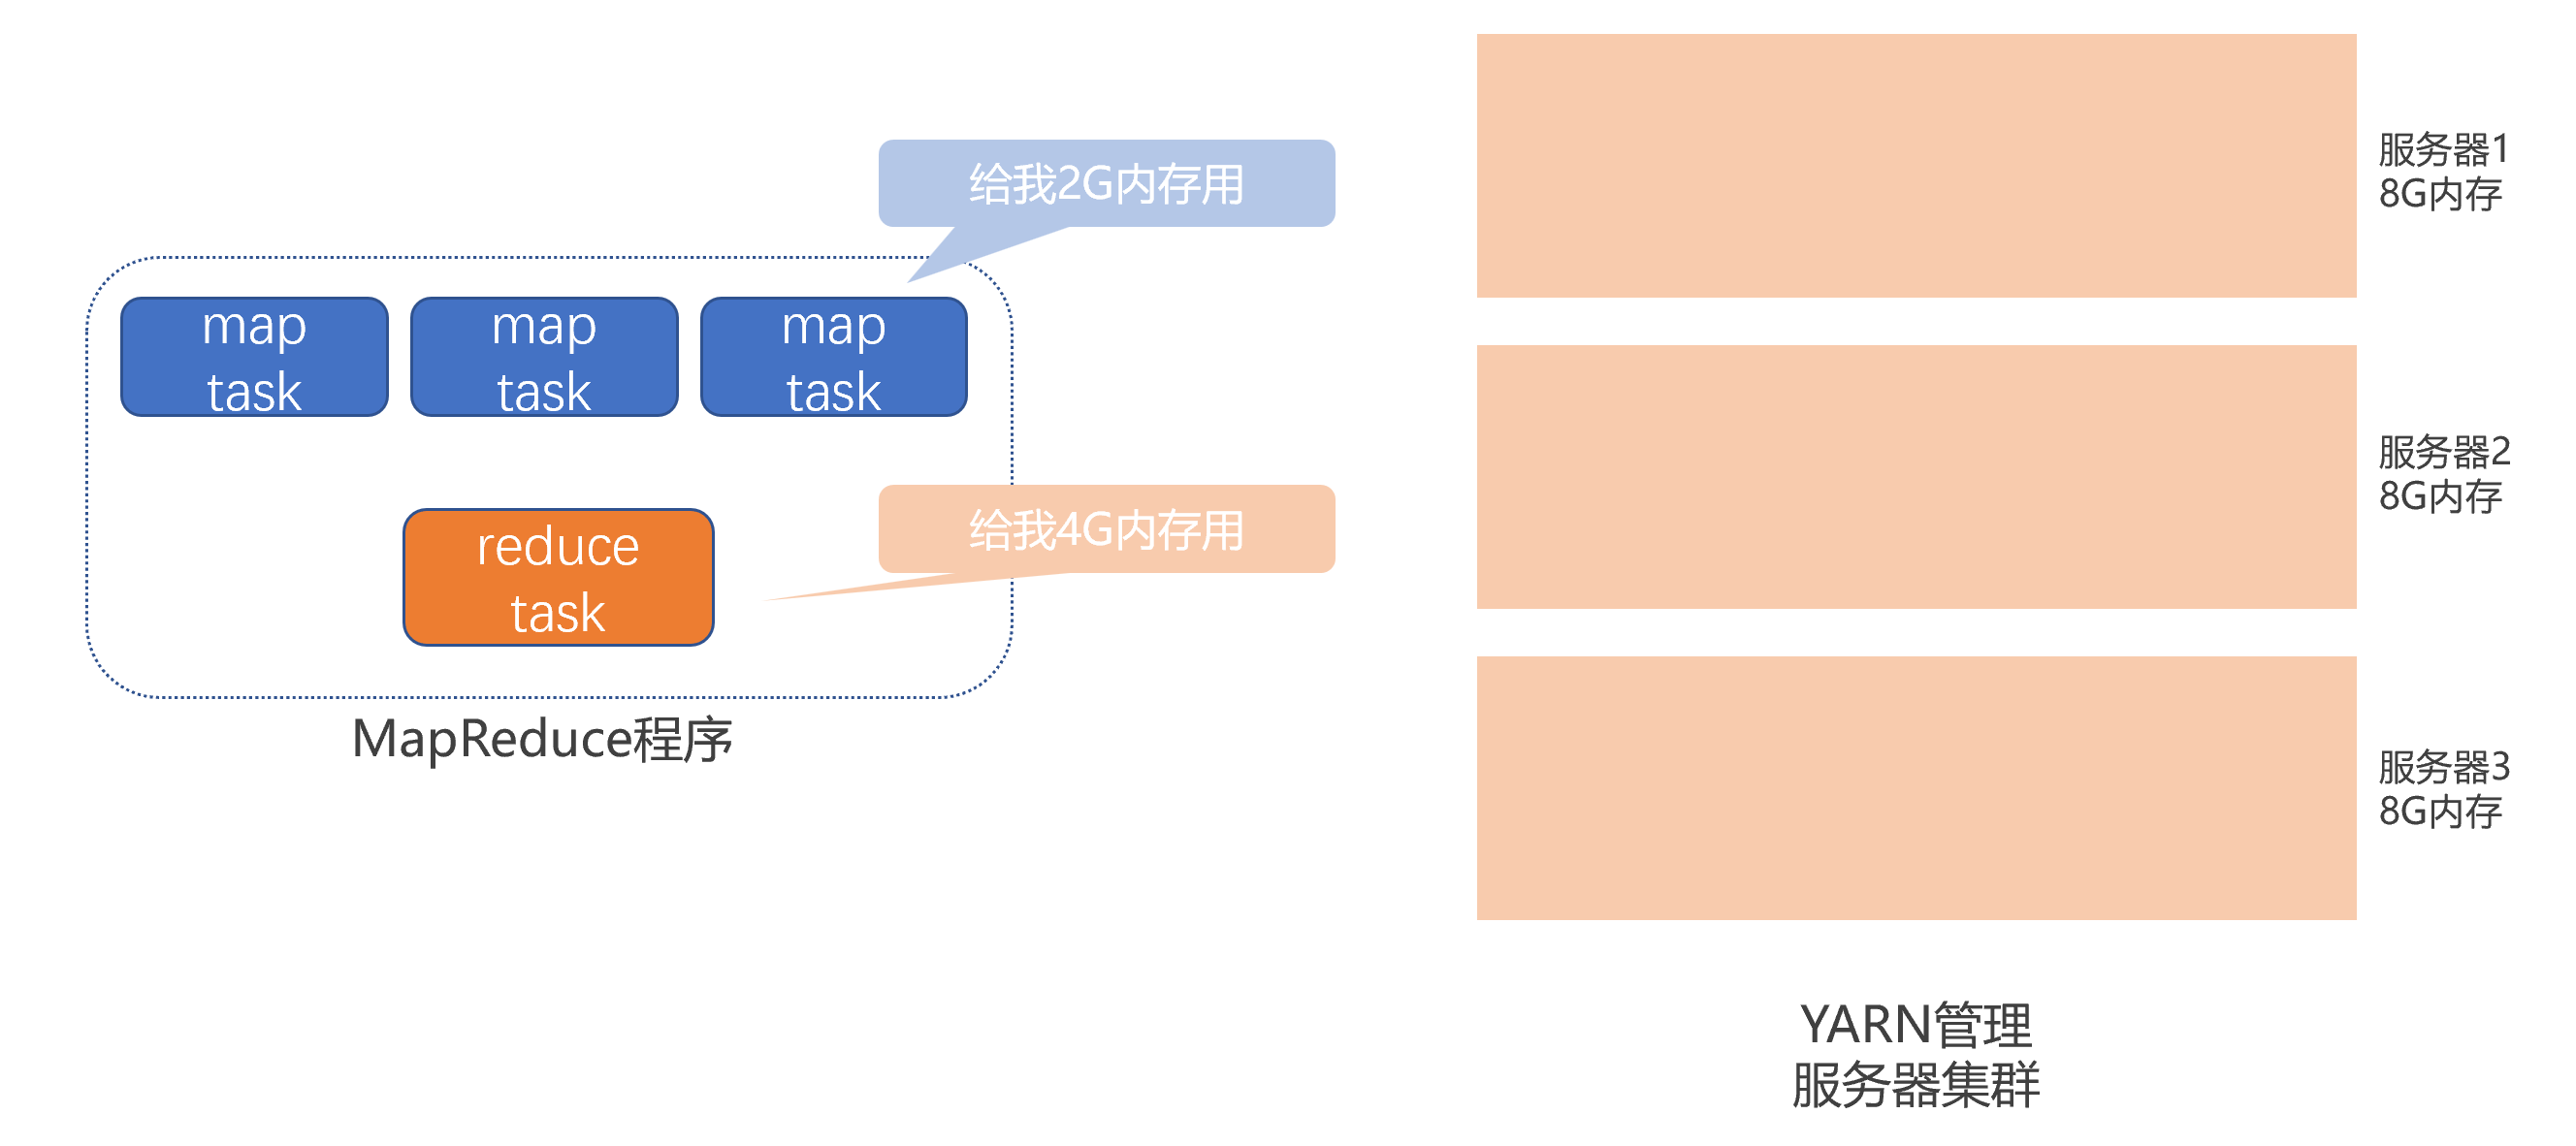 给我2G内存用
map
task
map
task
map
task
给我4G内存用
reduce
task
MapReduce程序
服务器1
8G内存
服务器2
8G内存
服务器3
8G内存
YARN管理
服务器集群